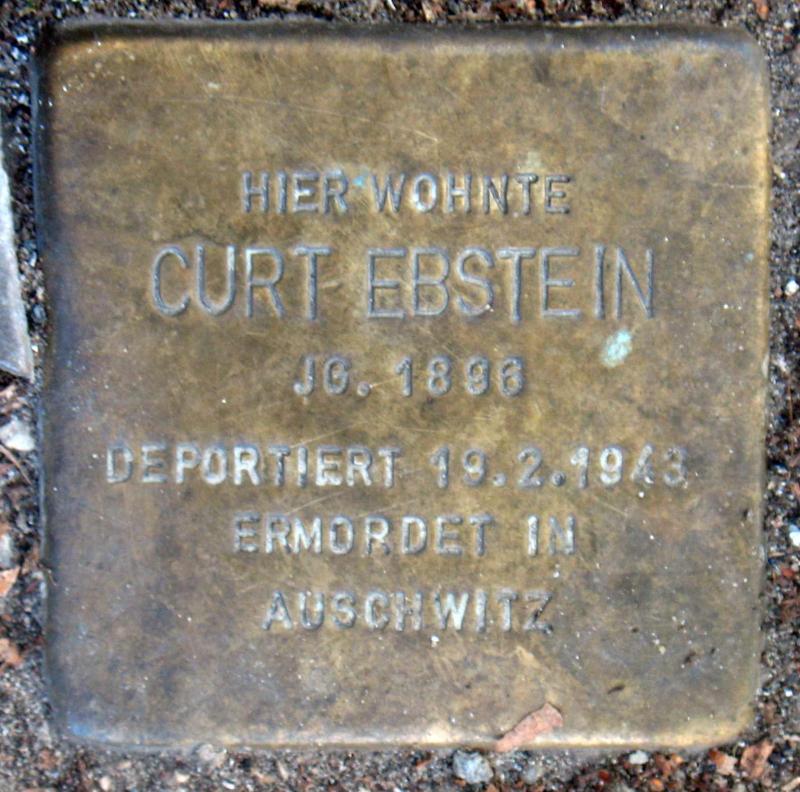 HIER WOHNTE
CURT EBSTEIN
JG. 1896
DEPORTIERT 19.2.1943
ERMORDET IN
AUSCHWITZ